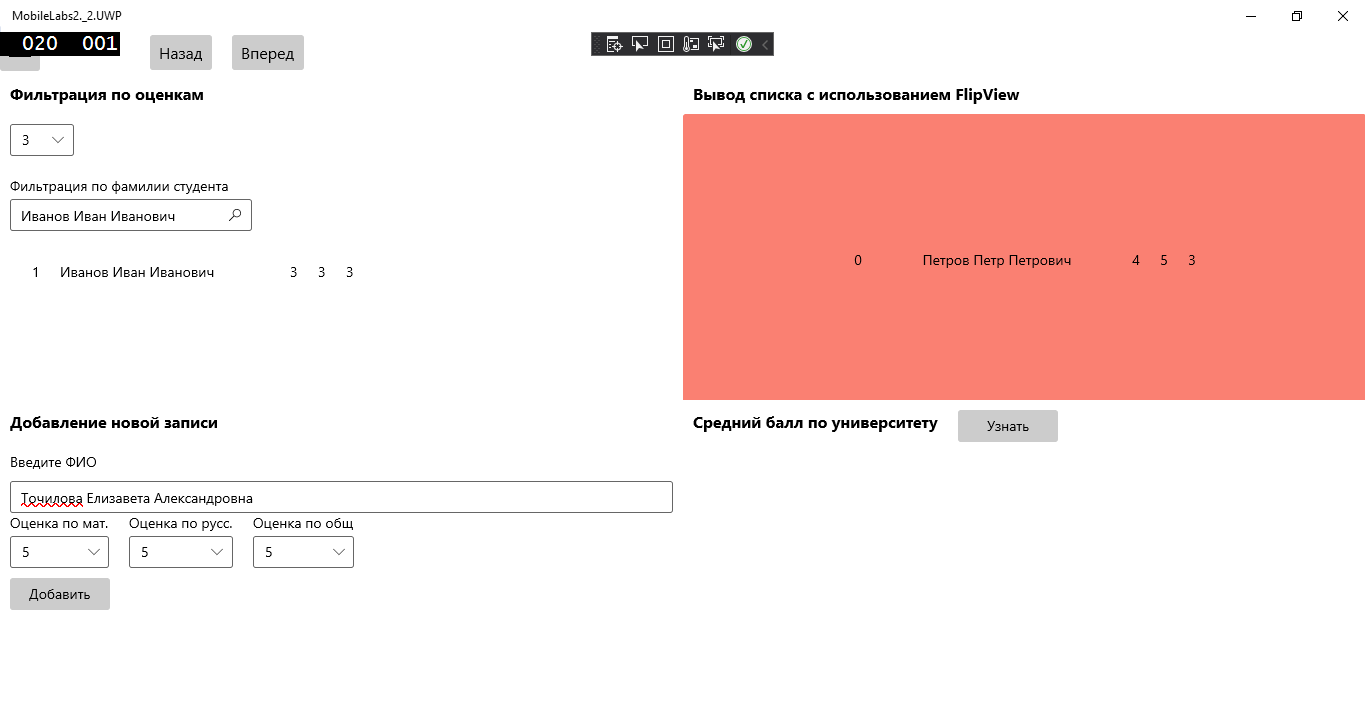 MobileLabs2._2.UWP
020 001
Назад Вперед
Фильтрация по оценкам
3
Фильтрация по фамилии студента
Иванов Иван Иванович
1 Иванов Иван Иванович 3 3 3
Вывод списка с использованием FlipView
0 Петров Петр Петрович 4 5 3
Добавление новой записи
Введите ФИО
Точилова Елизавета Александровна
Оценка по мат. Оценка по русс. Оценка по общ
5 5 5
Добавить
Средний балл по университету Узнать